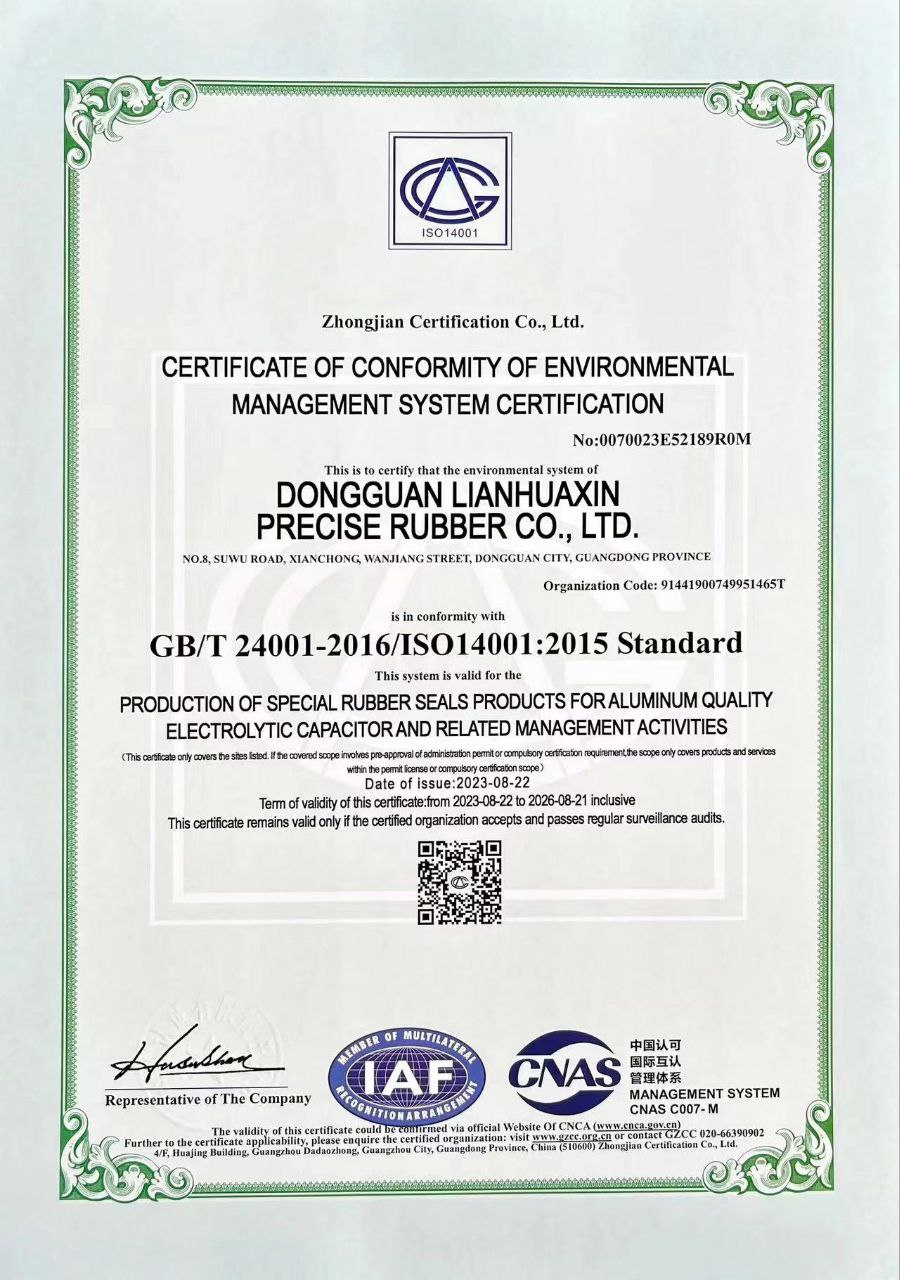 CAG
ISO14001
Zhongjian Certification Co., Ltd.
CERTIFICATE OF CONFORMITY OF ENVIRONMENTAL
MANAGEMENT SYSTEM CERTIFICATION
No:0070023E52189R0M
This is to certify that the environmental system of
DONGGUAN LIANHUAXIN
PRECISE RUBBER CO., LTD.
NO.8, SUWU ROAD, XIANCHONG, WANJIANG STREET, DONGGUAN CITY, GUANGDONG PROVINCE
Organization Code: 91441900749951465T
is in conformity with
GB/T 24001-2016/ISO14001:2015 Standard
This system is valid for the
PRODUCTION OF SPECIAL RUBBER SEALS PRODUCTS FOR ALUMINUM QUALITY
ELECTROLYTIC CAPACITOR AND RELATED MANAGEMENT ACTIVITIES
(This certificate only covers the sites listed. If the covered scope involves pre-approval of administration permit or compulsory certification requirement,the scope only covers products and services
within the permit license or compulsory certification scope)
Date of issue:2023-08-22
Term of validity of this certificate:from 2023-08-22 to 2026-08-21 inclusive
This certificate remains valid only if the certified organization accepts and passes regular surveillance audits.
Representative of The Company
MEMBER OF MULTILATERAL
IAF
RECOGNITION ARRANGEMENT
CNAS
中国认可
国际互认
管理体系
MANAGEMENT SYSTEM
CNAS C007-M
The validity of this certificate could be confirmed via official Website Of CNCA (www.cnca.gov.cn)
Further to the certificate applicability, please enquire the certified organization: visit www.gzcc.org.cn or contact GZCC 020-66390902
4/F, Huajing Building, Guangzhou Dadaozhong, Guangzhou City, Guangdong Province, China (510600) Zhongjian Certification Co., Ltd.